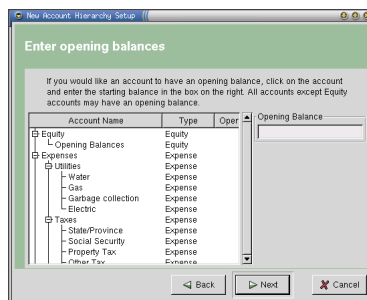 New Account Hierarchy Setup
Enter opening balances
If you would like an account to have an opening balance, click on the account
and enter the starting balance in the box on the right. All accounts except Equity
accounts may have an opening balance.
Account Name Type Oper
Opening Balance
Equity Equity
Opening Balances Equity
Expenses Expense
Utilities Expense
Water Expense
Gas Expense
Garbage collection Expense
Electric Expense
Taxes Expense
State/Province Expense
Social Security Expense
Property Tax Expense
Other Tax Expense
Back Next Cancel